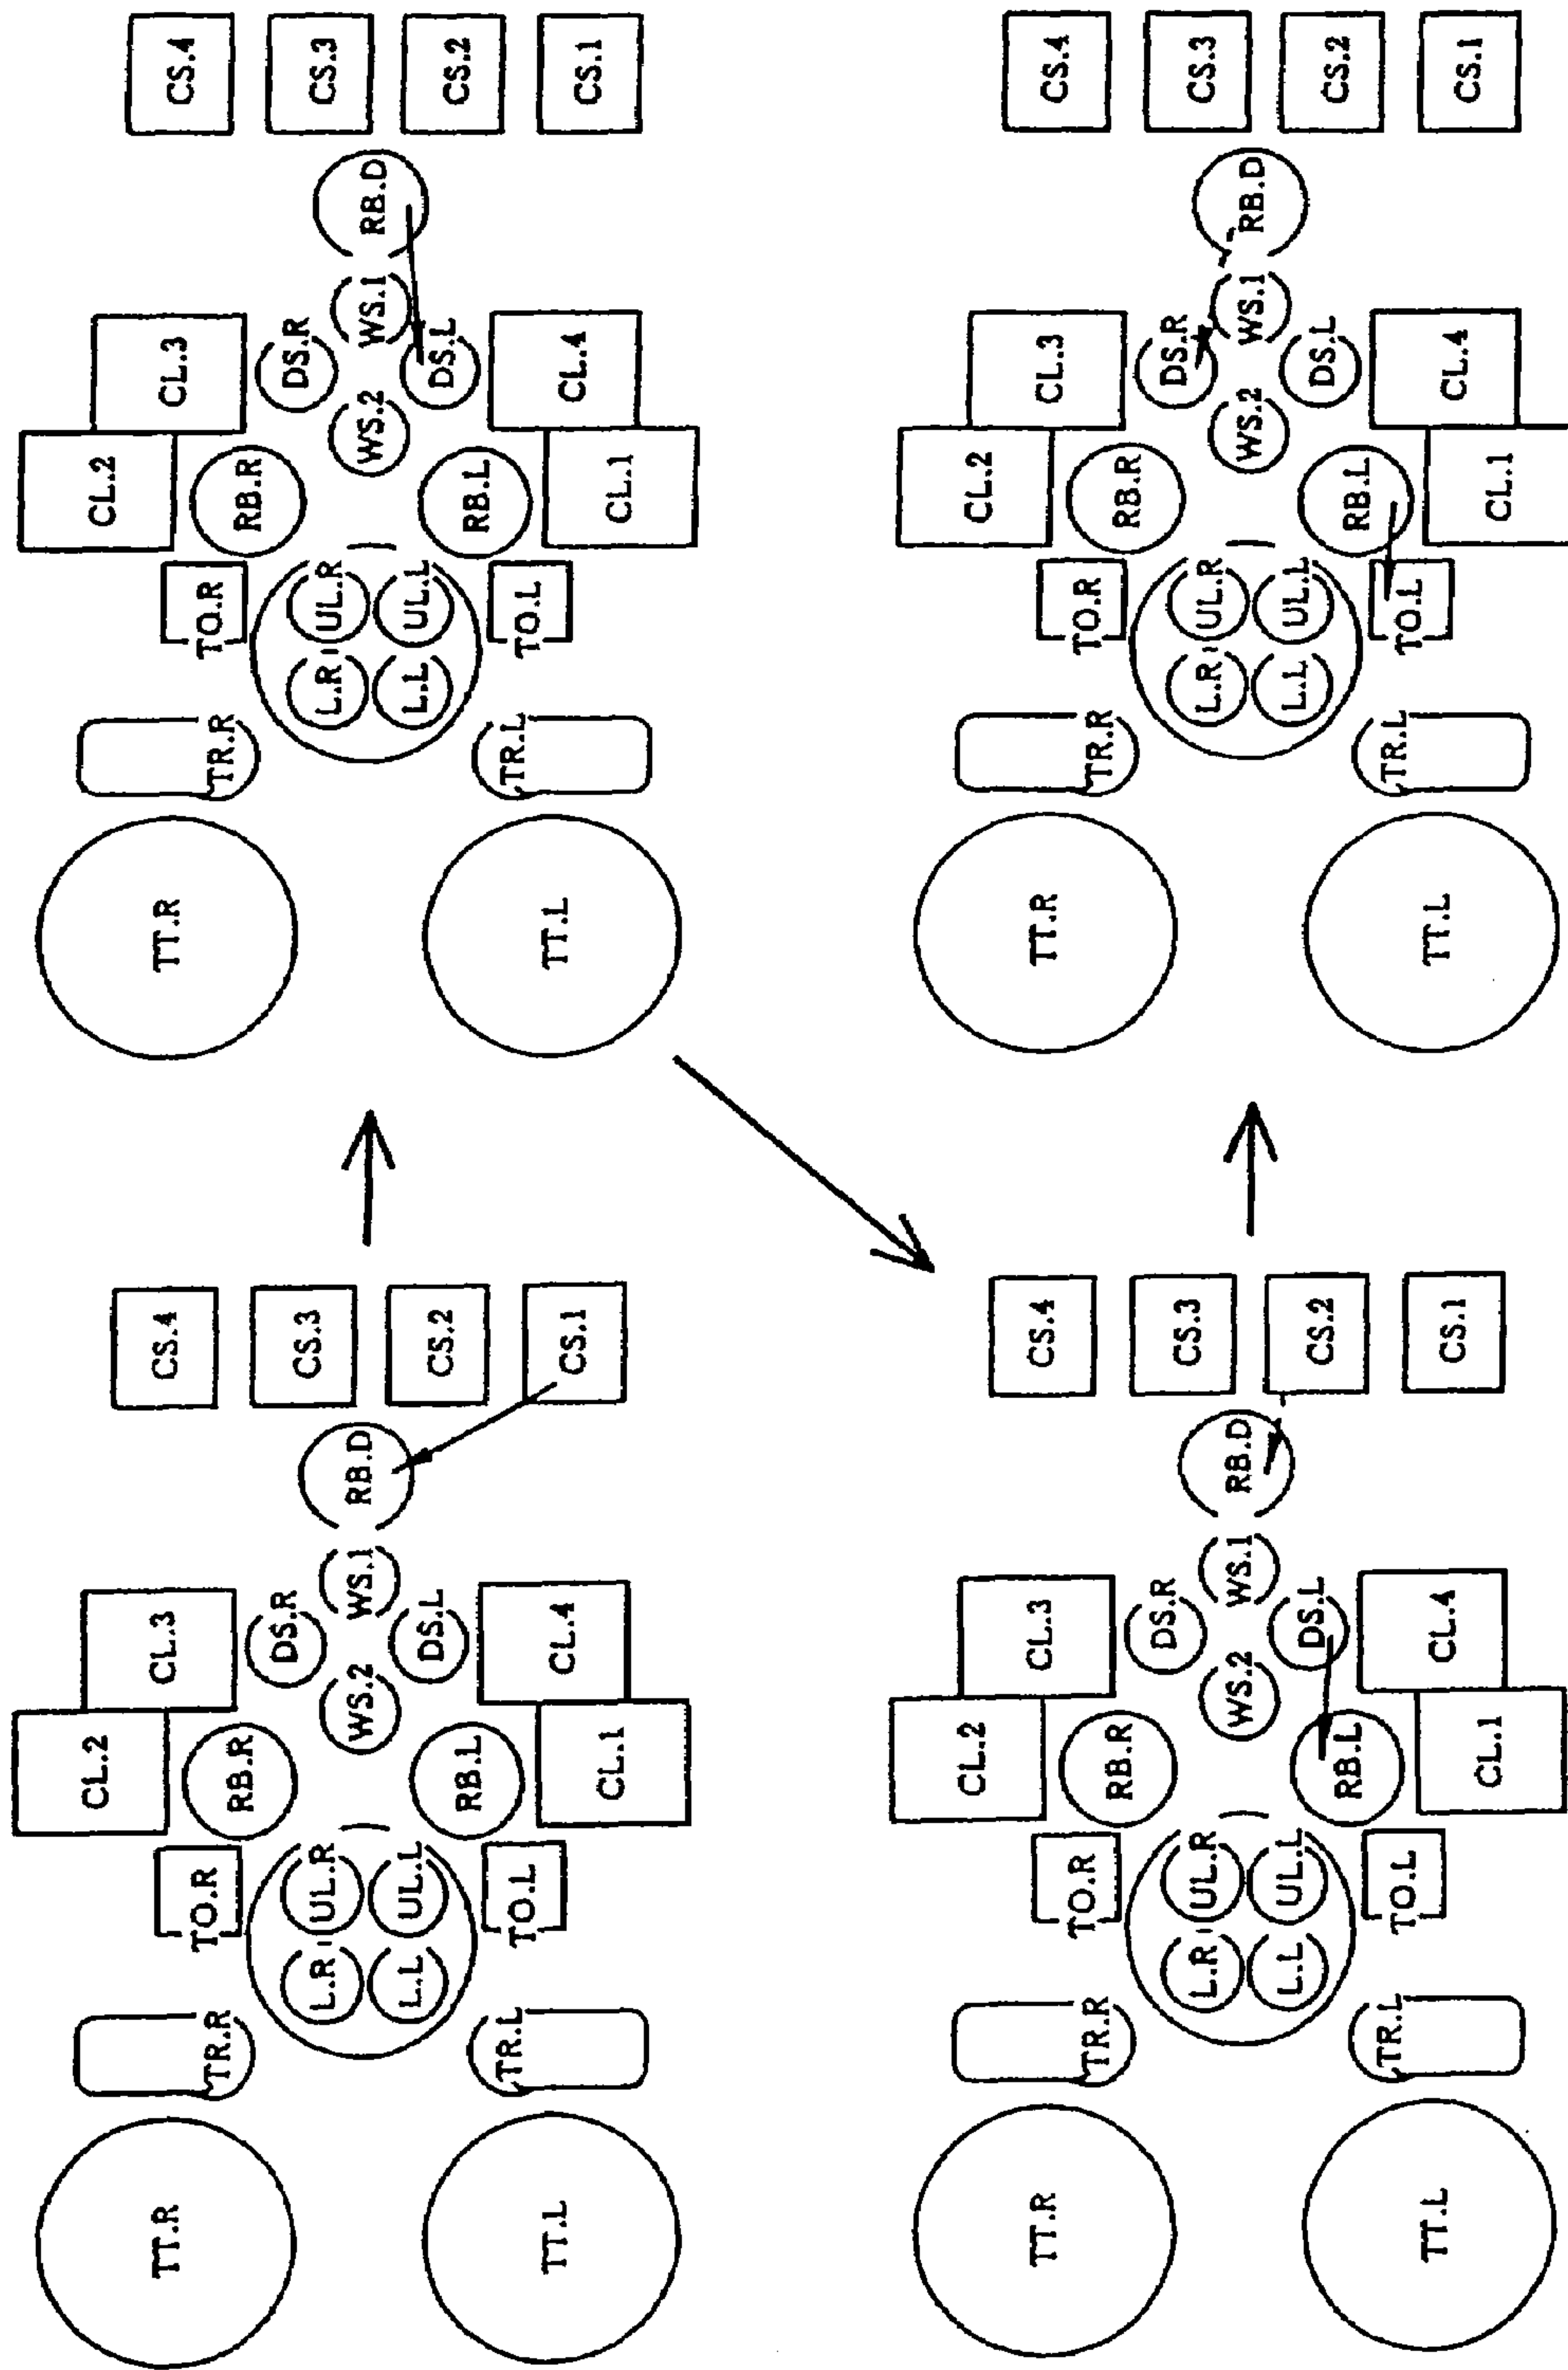 CL.2
CL.3
CS.4
TT.R
TR.R
TO.R
RB.R
DS.R
CS.3
L.R
UL.R
WS.2
WS.1
RB.D
L.L
UL.L
CS.2
RB.L
DS.L
TR.L
TO.L
TT.L
CL.4
CS.1
CL.1
CL.2
CL.3
CS.4
TT.R
TR.R
TO.R
RB.R
DS.R
CS.3
L.R
UL.R
WS.2
WS.1
RB.D
L.L
UL.L
CS.2
RB.L
DS.L
TR.L
TO.L
TT.L
CL.4
CS.1
CL.1
CL.2
CL.3
CS.4
TT.R
TR.R
TO.R
RB.R
DS.R
CS.3
L.R
UL.R
WS.2
WS.1
RB.D
L.L
UL.L
CS.2
RB.L
DS.L
TR.L
TO.L
TT.L
CL.4
CS.1
CL.1
CL.2
CL.3
CS.4
TT.R
TR.R
TO.R
RB.R
DS.R
CS.3
L.R
UL.R
WS.2
WS.1
RB.D
L.L
UL.L
CS.2
RB.L
DS.L
TR.L
TO.L
TT.L
CL.4
CS.1
CL.1